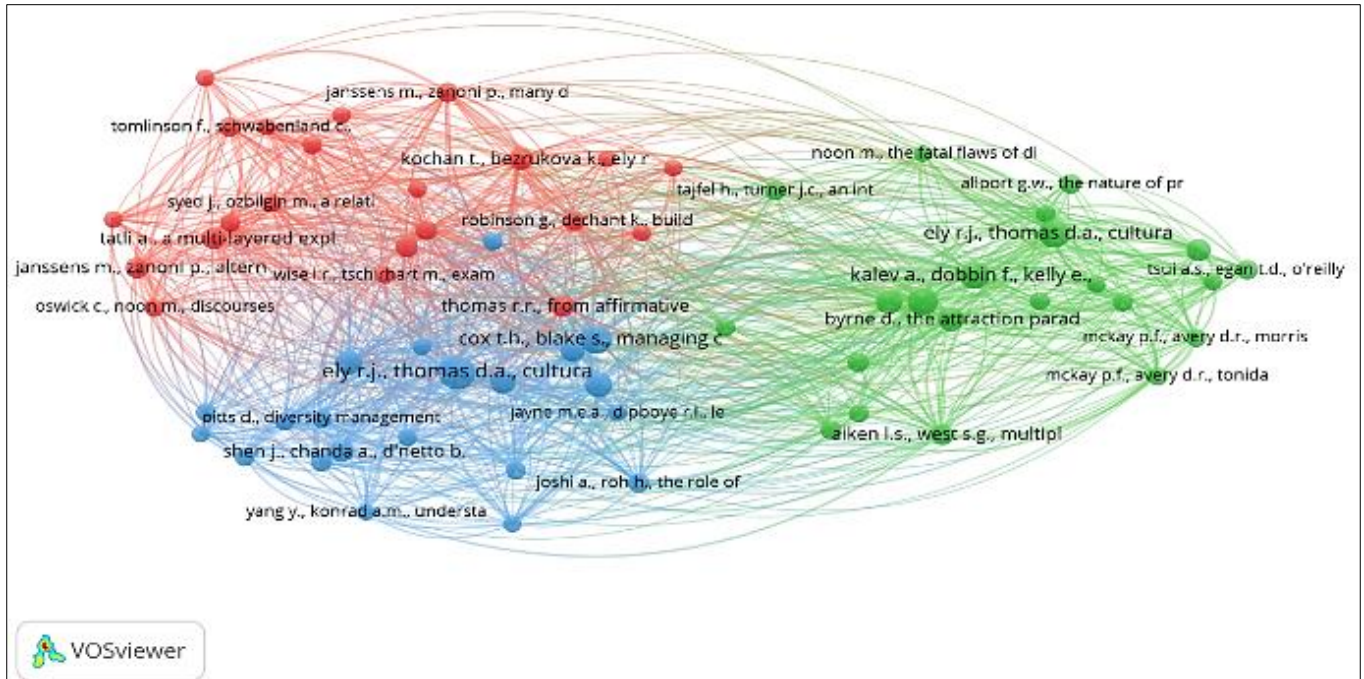 janssens m., zanoni p., many d
tomlinson f., schwabenland c.,
kochan t., bezrukova k., ely r
noon m., the fatal flaws of di
allport g.w., the nature of pr
tajfel h., turner j.c., an int
syed j., ozbilgin m., a relati
robinson g., dechant k., build
ely r.j., thomas d.a., cultura
tatli a., a multi-layered expl
janssens m., zanoni p., altern
wise l.r., tschirhart m., exam
kalev a., dobbin f., kelly e.,
tsui a.s., egan t.d., o'reilly
oswick c., noon m., discourses
thomas r.r., from affirmative
byrne d., the attraction parad
cox t.h., blake s., managing c
mckay p.f., avery d.r., morris
ely r.j., thomas d.a., cultura
mckay p.f., avery d.r., tonida
pitts d., diversity management
jayne m.e.a., dipboye r.l., le
aiken l.s., west s.g., multipl
shen j., chanda a., d'netto b.
joshi a., roh h., the role of
yang y., konrad a.m., understa
VOSviewer